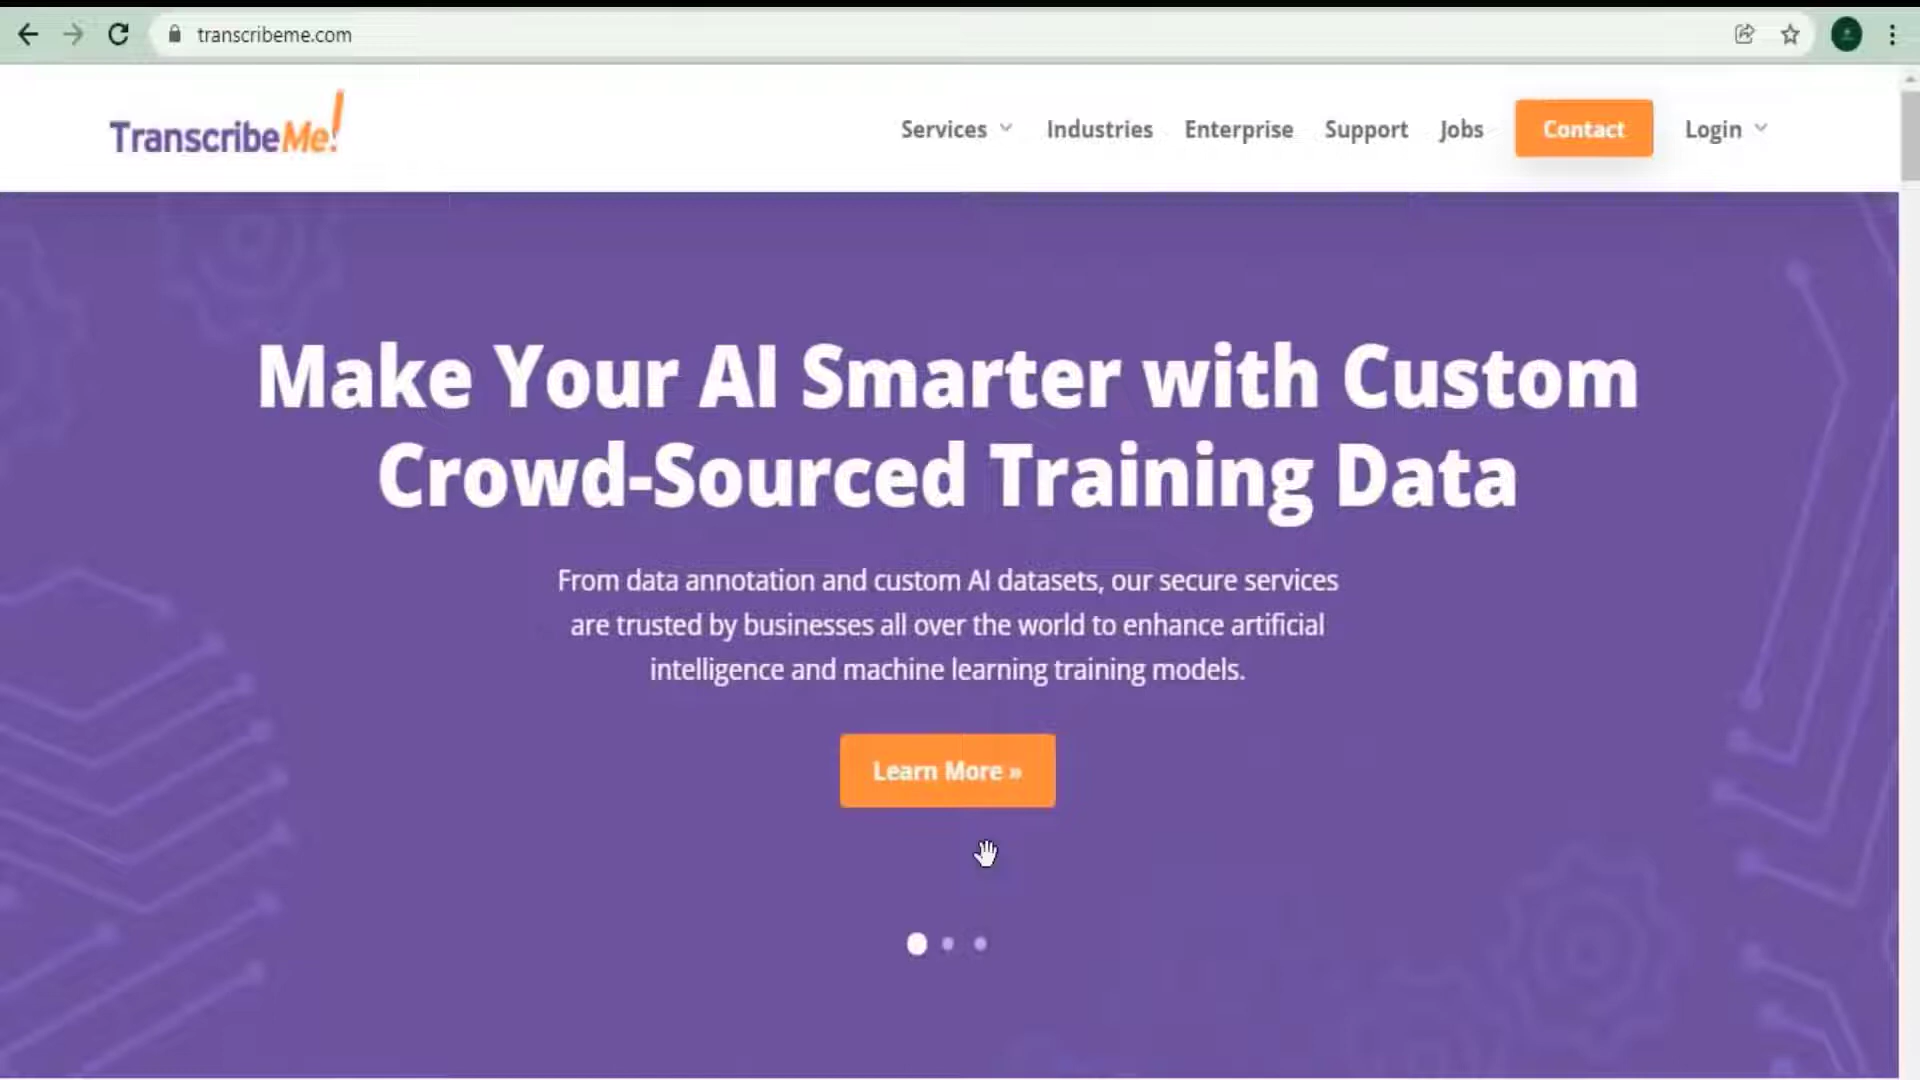 transcribeme.com
TranscribeMe!
Services Industries Enterprise Support Jobs Contact Login
Make Your AI Smarter with Custom
Crowd-Sourced Training Data
From data annotation and custom AI datasets, our secure services
are trusted by businesses all over the world to enhance artificial
intelligence and machine learning training models.
Learn More »